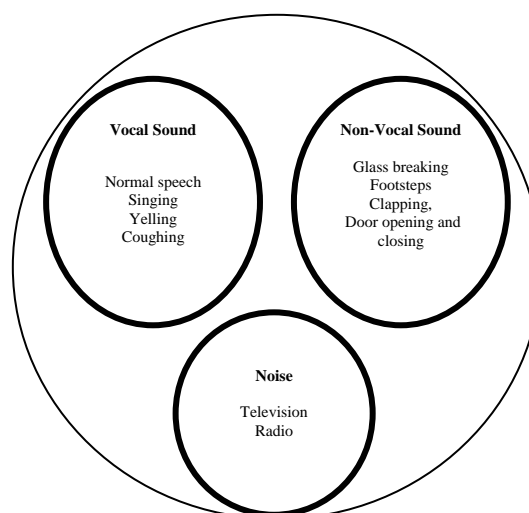 Vocal Sound
Normal speech
Singing
Yelling
Coughing
Non-Vocal Sound
Glass breaking
Footsteps
Clapping,
Door opening and
closing
Noise
Television
Radio